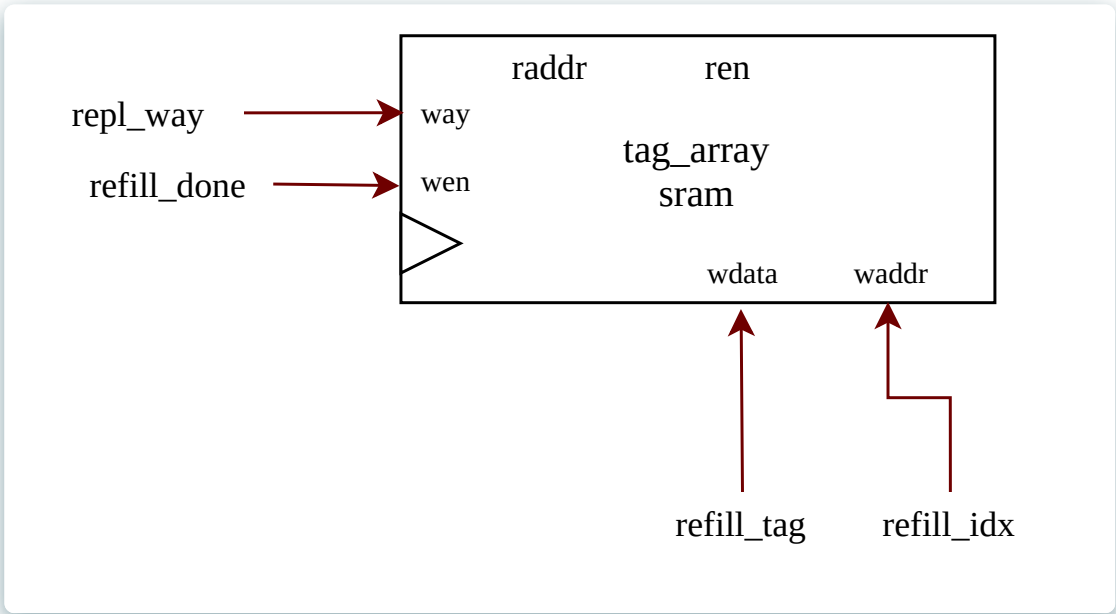 raddr ren
repl_way way
tag_array
sram
refill_done wen
wdata waddr
refill_tag refill_idx